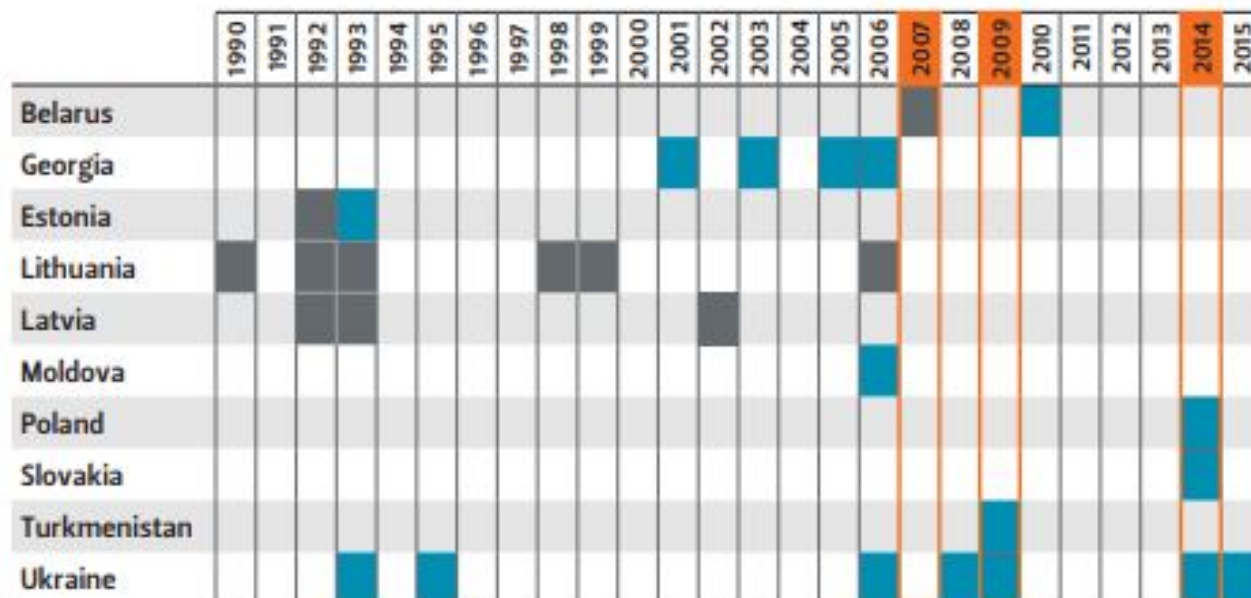 1990 1991 1992 1993 1994 1995 1996 1997 1998 1999 2000 2001 2002 2003 2004 2005 2006 2007 2008 2009 2010 2011 2012 2013 2014 2015
Belarus
Georgia
Estonia
Lithuania
Latvia
Moldova
Poland
Slovakia
Turkmenistan
Ukraine